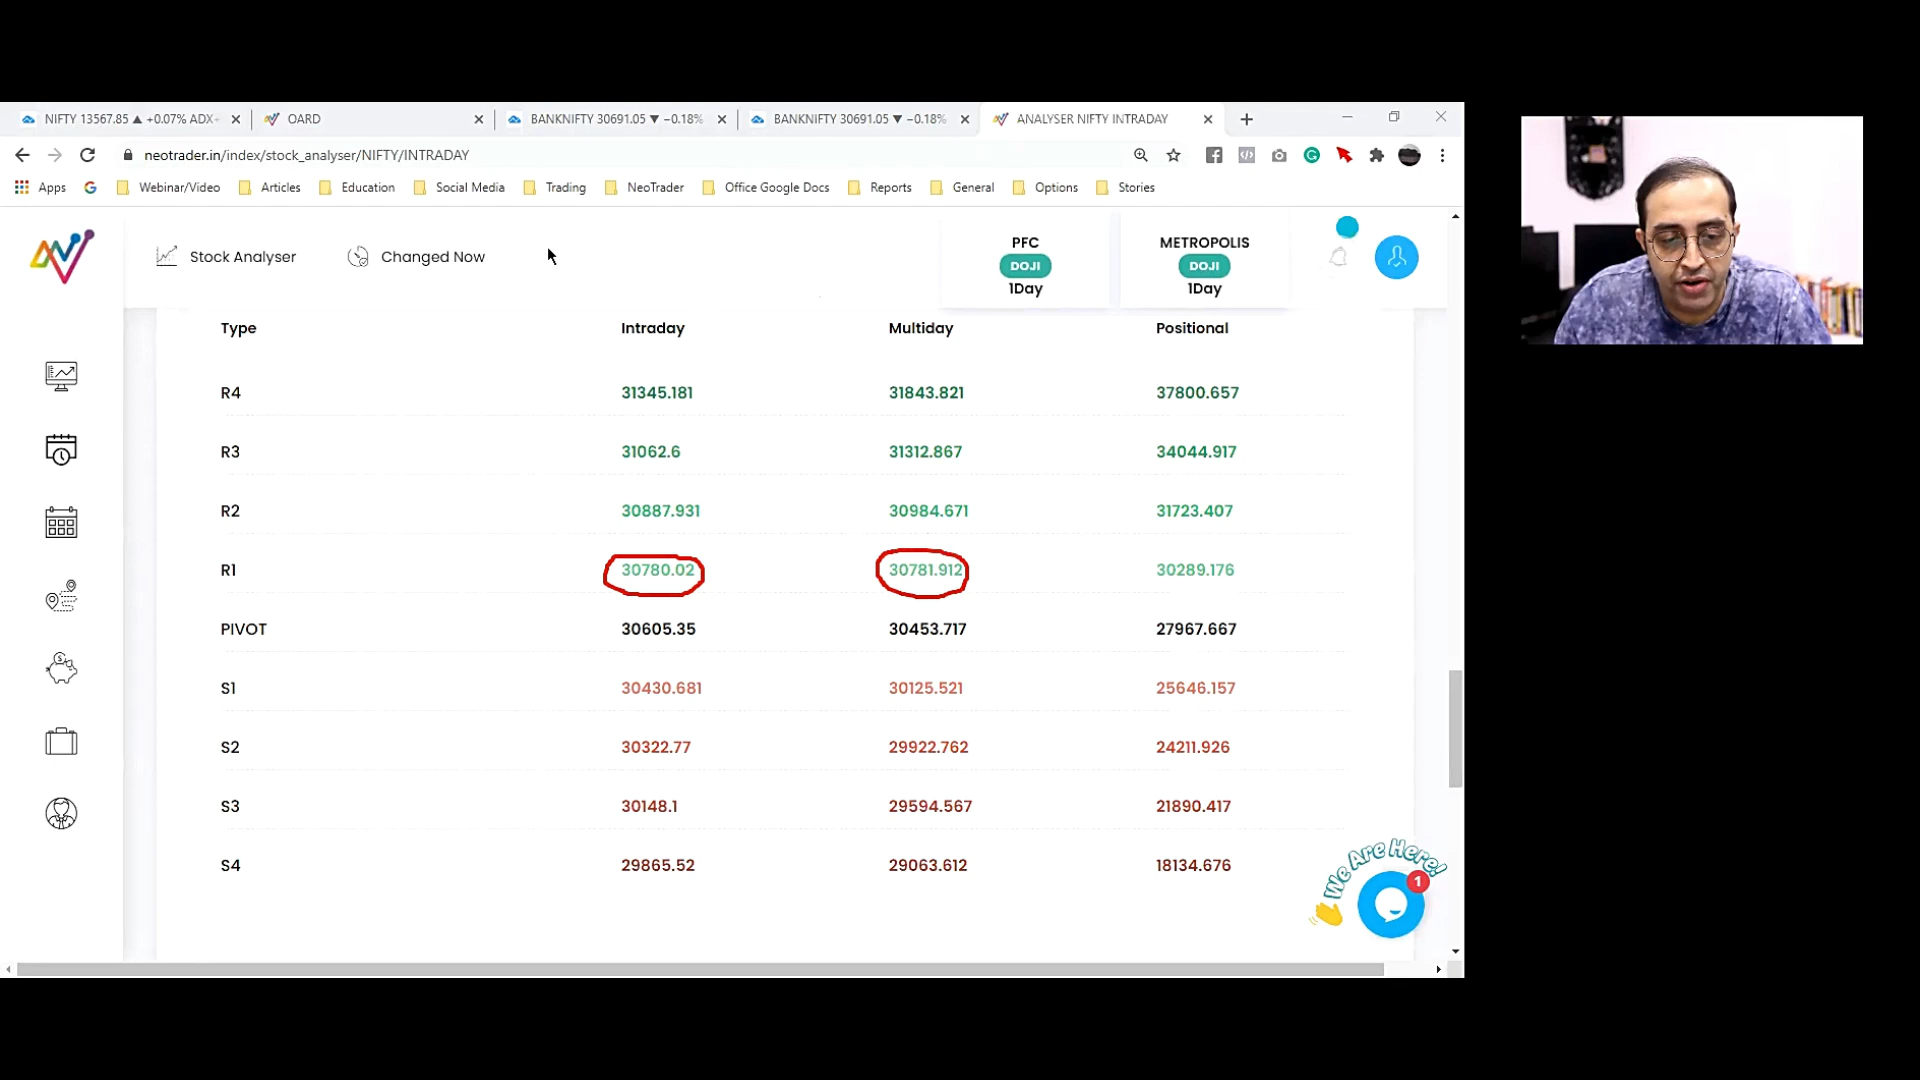 NIFTY 13567.85 ▲ +0.07% ADX-
OARD
BANKNIFTY 30691.05 ▼ −0.18%
BANKNIFTY 30691.05 ▼ −0.18%
ANALYSER NIFTY INTRADAY
neotrader.in/index/stock_analyser/NIFTY/INTRADAY
Apps
Webinar/Video
Articles
Education
Social Media
Trading
NeoTrader
Office Google Docs
Reports
General
Options
Stories
Stock Analyser
Changed Now
PFC
DOJI
1Day
METROPOLIS
DOJI
1Day
Type Intraday Multiday Positional
R4 31345.181 31843.821 37800.657
R3 31062.6 31312.867 34044.917
R2 30887.931 30984.671 31723.407
R1 30780.02 30781.912 30289.176
PIVOT 30605.35 30453.717 27967.667
S1 30430.681 30125.521 25646.157
S2 30322.77 29922.762 24211.926
S3 30148.1 29594.567 21890.417
S4 29865.52 29063.612 18134.676
We Are Here!
1